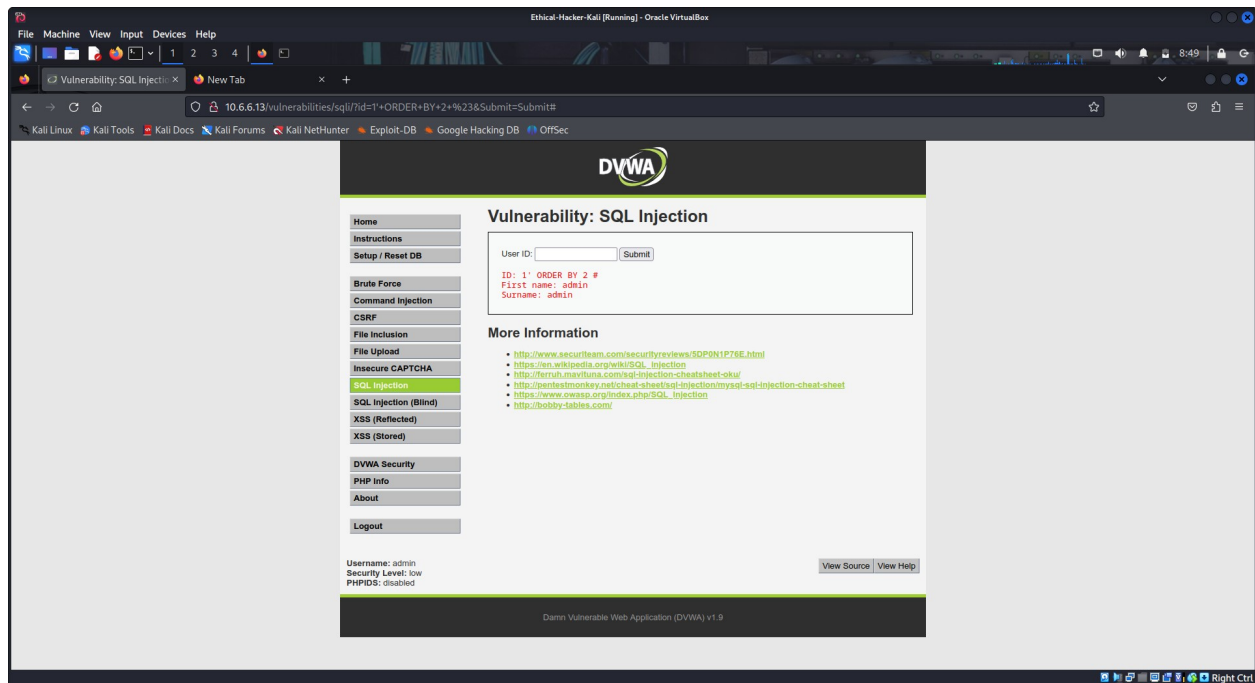 Ethical-Hacker-Kali [Running] - Oracle VirtualBox
File Machine View Input Devices Help
1 2 3 4 8:49
Vulnerability: SQL Injectic × New Tab × +
10.6.6.13/vulnerabilities/sqli/?id=1'+ORDER+BY+2+%23&Submit=Submit#
Kali Linux Kali Tools Kali Docs Kali Forums Kali NetHunter Exploit-DB Google Hacking DB OffSec
DVWA
Vulnerability: SQL Injection
Home
Instructions
Setup / Reset DB
Brute Force
Command Injection
CSRF
File Inclusion
File Upload
Insecure CAPTCHA
SQL Injection
SQL Injection (Blind)
XSS (Reflected)
XSS (Stored)
DVWA Security
PHP Info
About
Logout
User ID: Submit
ID: 1' ORDER BY 2 #
First name: admin
Surname: admin
More Information
• http://www.securiteam.com/securityreviews/5DP0N1P76E.html
• https://en.wikipedia.org/wiki/SQL_injection
• http://ferruh.mavituna.com/sql-injection-cheatsheet-oku/
• http://pentestmonkey.net/cheat-sheet/sql-injection/mysql-sql-injection-cheat-sheet
• https://www.owasp.org/index.php/SQL_Injection
• http://bobby-tables.com/
Username: admin
Security Level: low
PHPIDS: disabled
View Source View Help
Damn Vulnerable Web Application (DVWA) v1.9
Right Ctrl